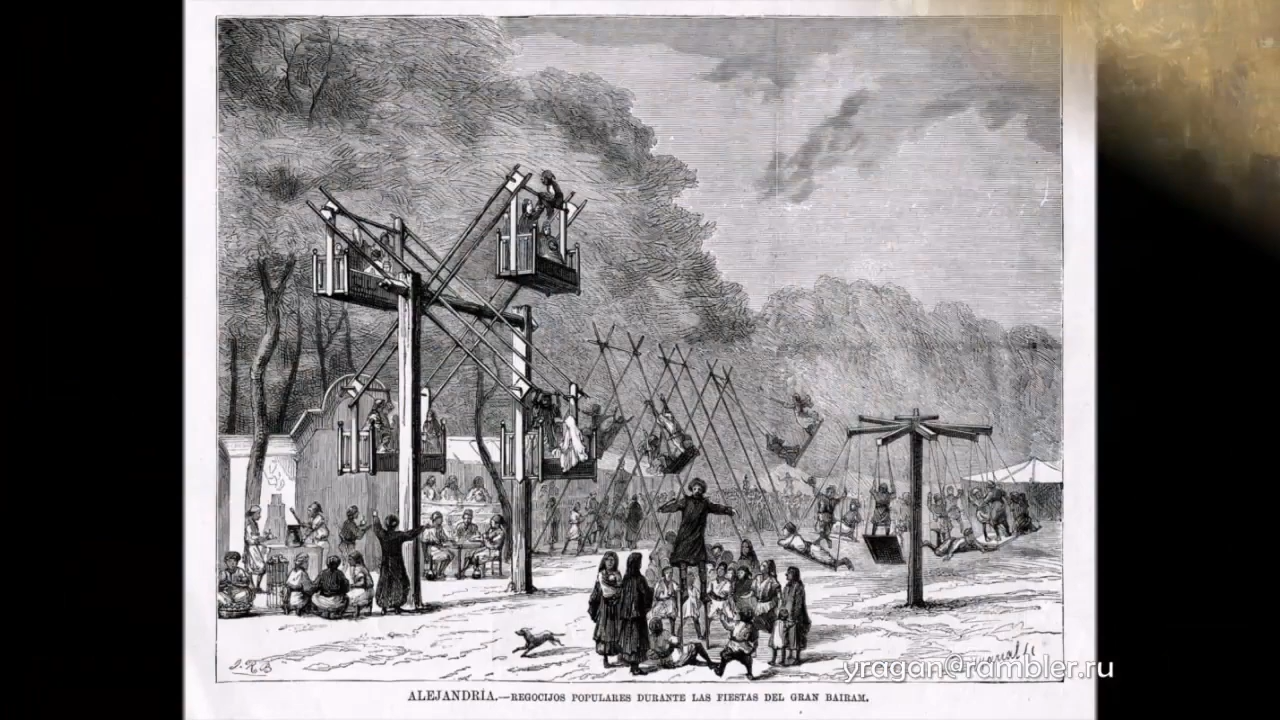 yragan@rambler.ru
ALEJANDRÍA.—REGOCIJOS POPULARES DURANTE LAS FIESTAS DEL GRAN BAIRAM.